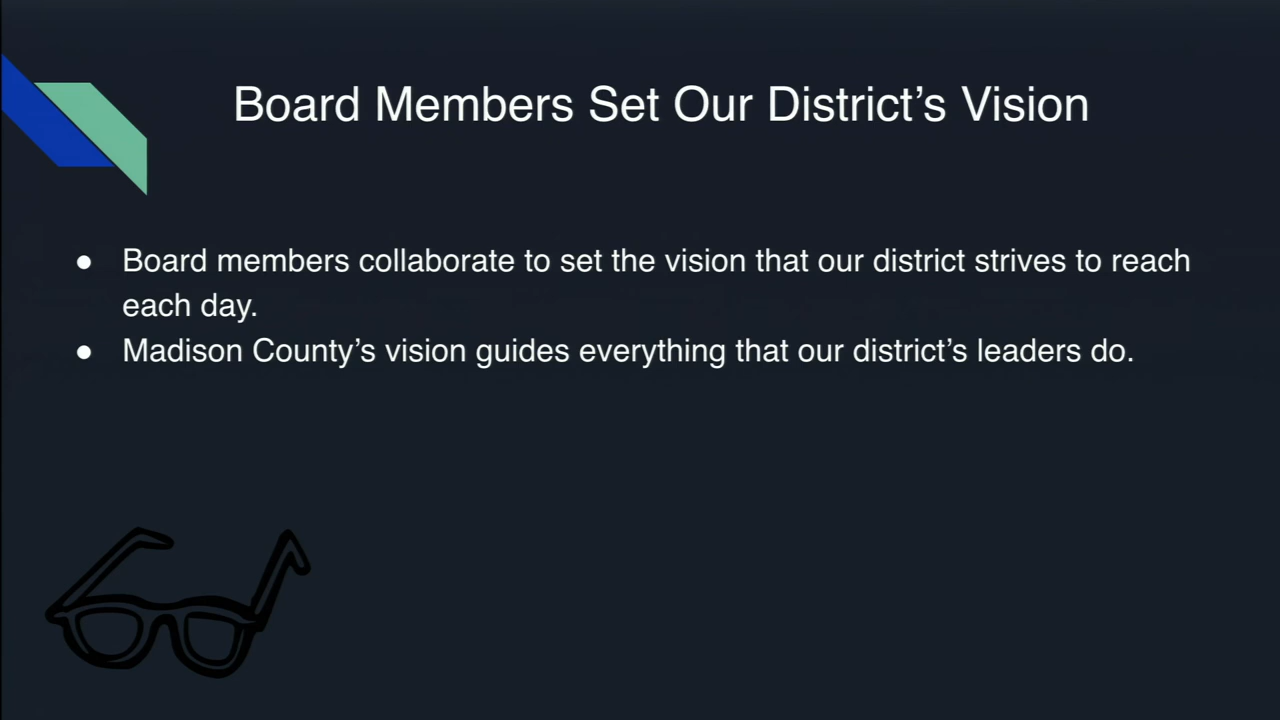 Board Members Set Our District’s Vision
● Board members collaborate to set the vision that our district strives to reach
each day.
● Madison County’s vision guides everything that our district’s leaders do.